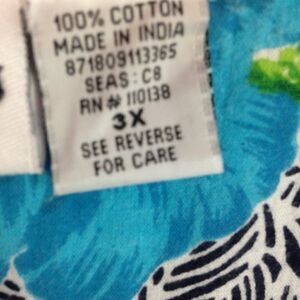 100% COTTON
MADE IN INDIA
871809113365
SEAS: C8
RN# 110138
3X
SEE REVERSE
FOR CARE